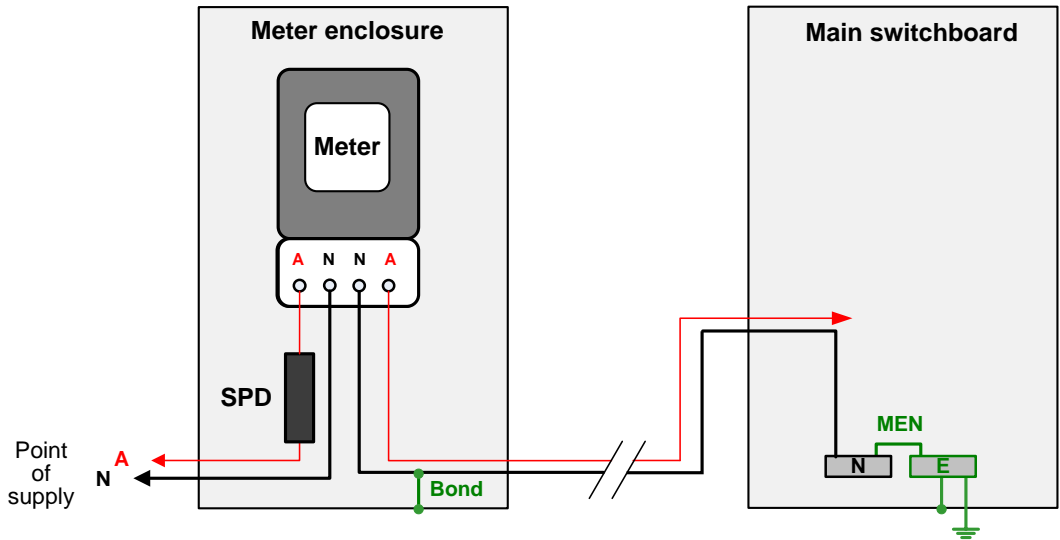 Meter enclosure
Main switchboard
Meter
A N N A
SPD
Point
of
supply
A
N
Bond
MEN
N
E